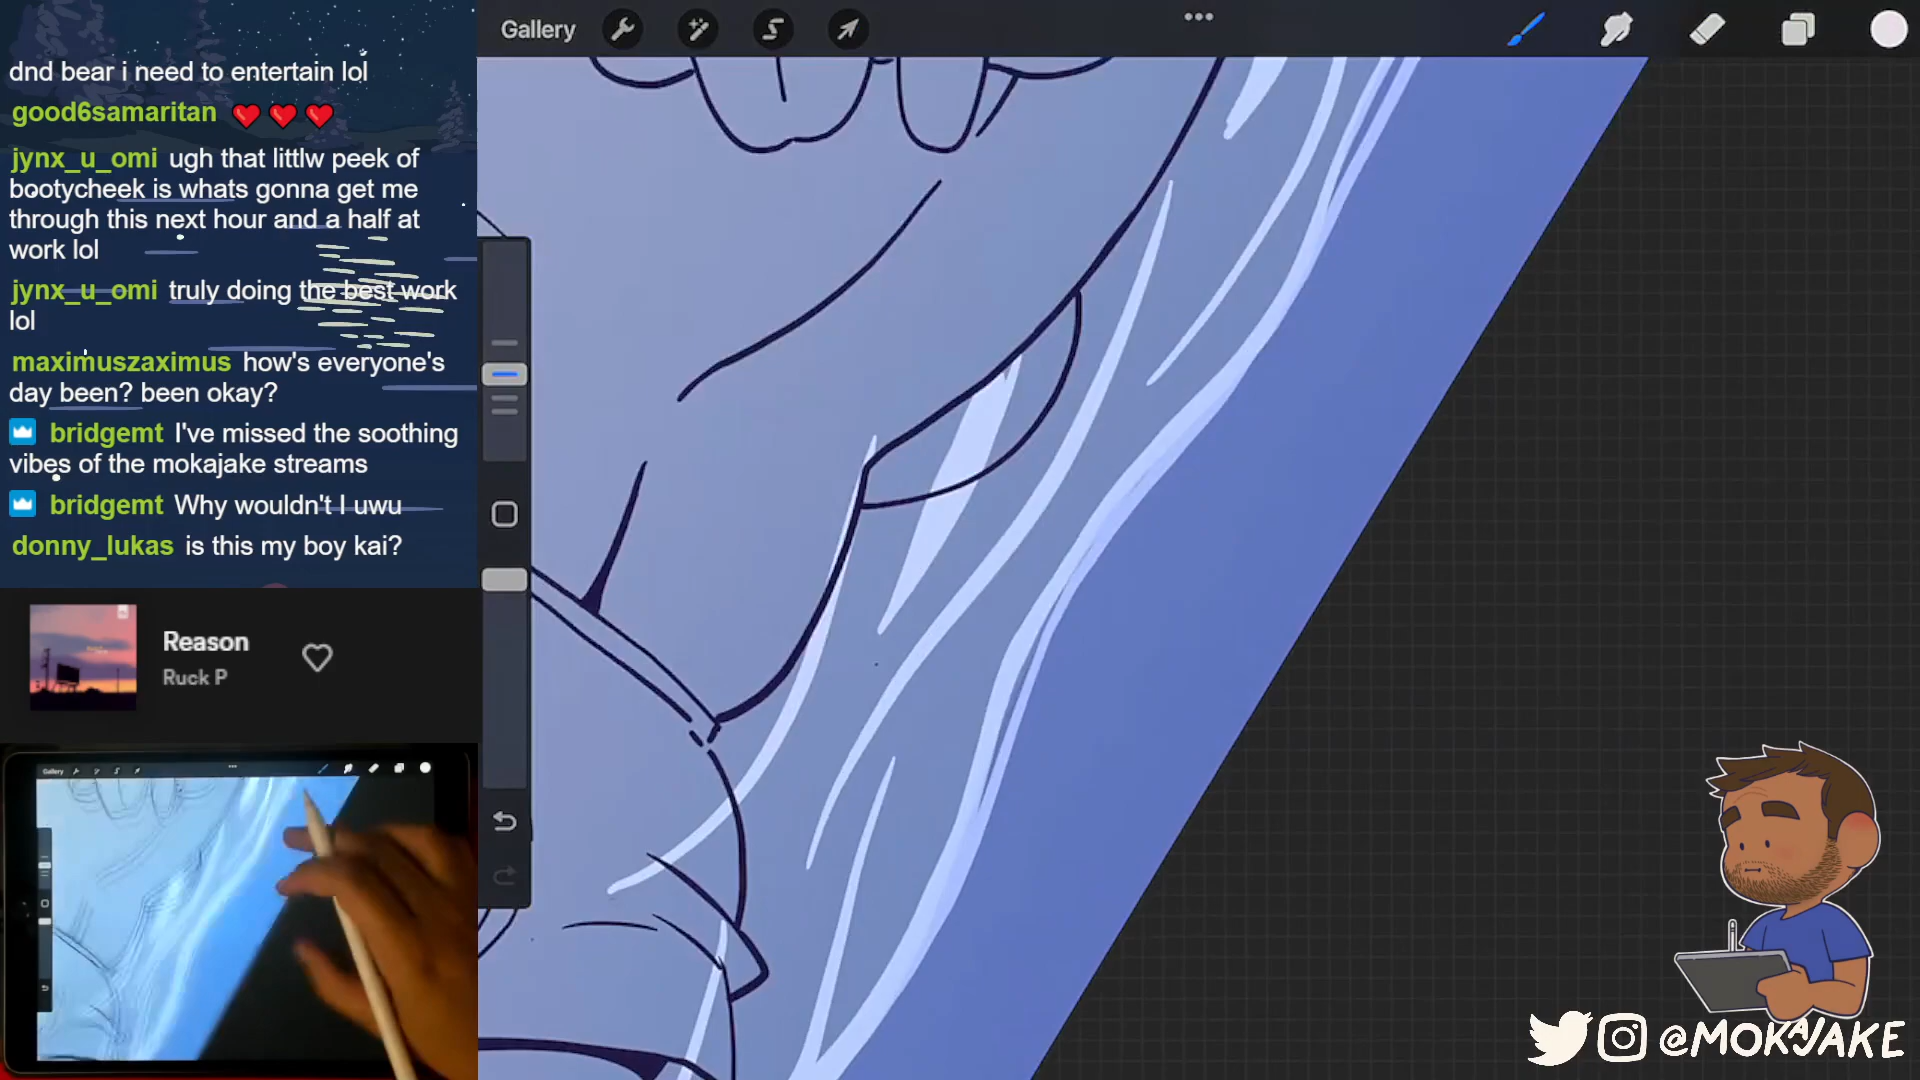 Gallery
dnd bear i need to entertain lol
good6samaritan
jynx_u_omi ugh that littlw peek of
bootycheek is whats gonna get me
through this next hour and a half at
work lol
jynx_u_omi truly doing the best work
lol
maximuszaximus how's everyone's
day been? been okay?
bridgemt I've missed the soothing
vibes of the mokajake streams
bridgemt Why wouldn't I uwu
donny_lukas is this my boy kai?
Reason
Ruck P
Gallery
@MOKAJAKE